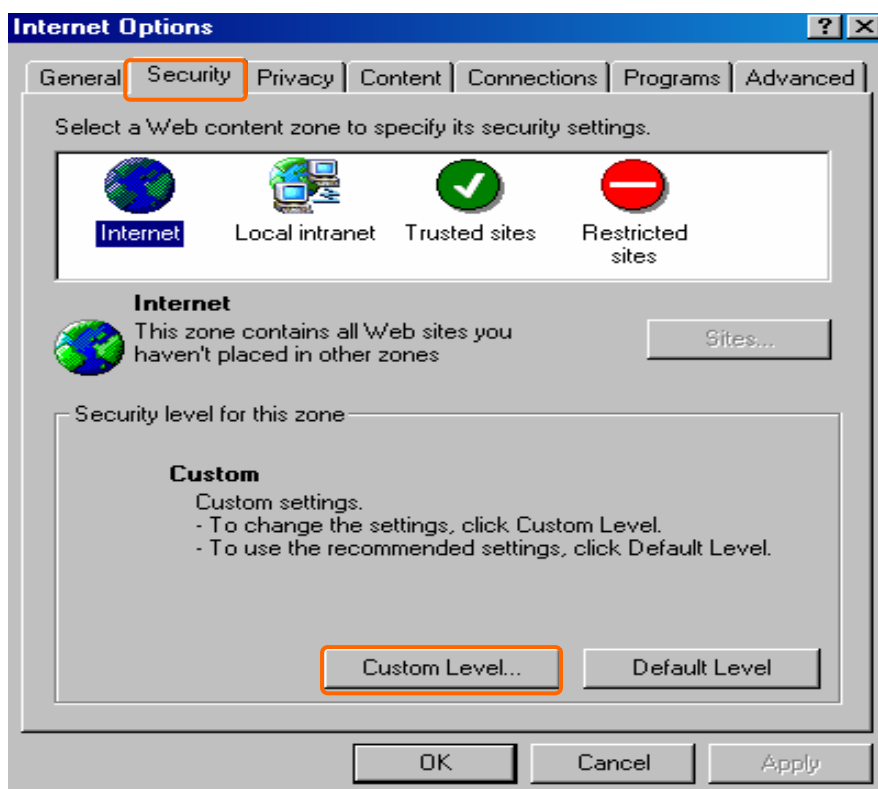 Internet Options
General Security Privacy Content Connections Programs Advanced
Select a Web content zone to specify its security settings.
Internet Local intranet Trusted sites Restricted
sites
Internet
This zone contains all Web sites you
haven't placed in other zones
Sites...
Security level for this zone
Custom
Custom settings.
- To change the settings, click Custom Level.
- To use the recommended settings, click Default Level.
Custom Level... Default Level
OK Cancel Apply